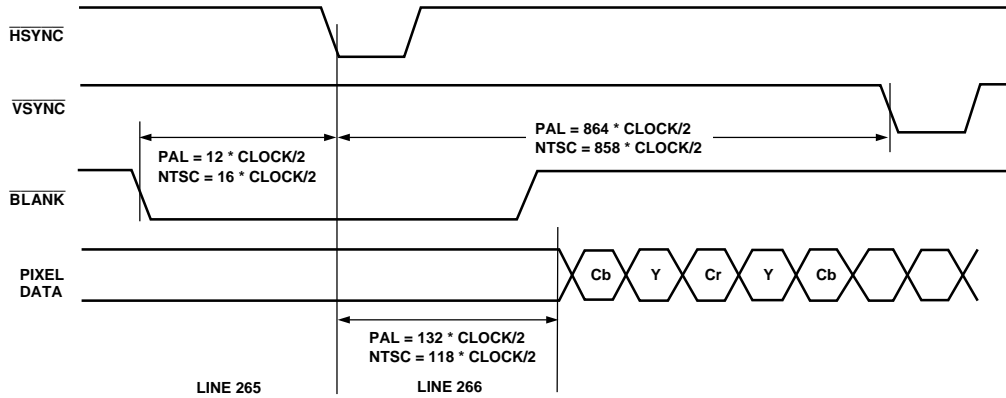 HSYNC
VSYNC
PAL = 864 * CLOCK/2
NTSC = 858 * CLOCK/2
PAL = 12 * CLOCK/2
NTSC = 16 * CLOCK/2
BLANK
PIXEL
DATA
Cb Y Cr Y Cb
PAL = 132 * CLOCK/2
NTSC = 118 * CLOCK/2
LINE 265 LINE 266